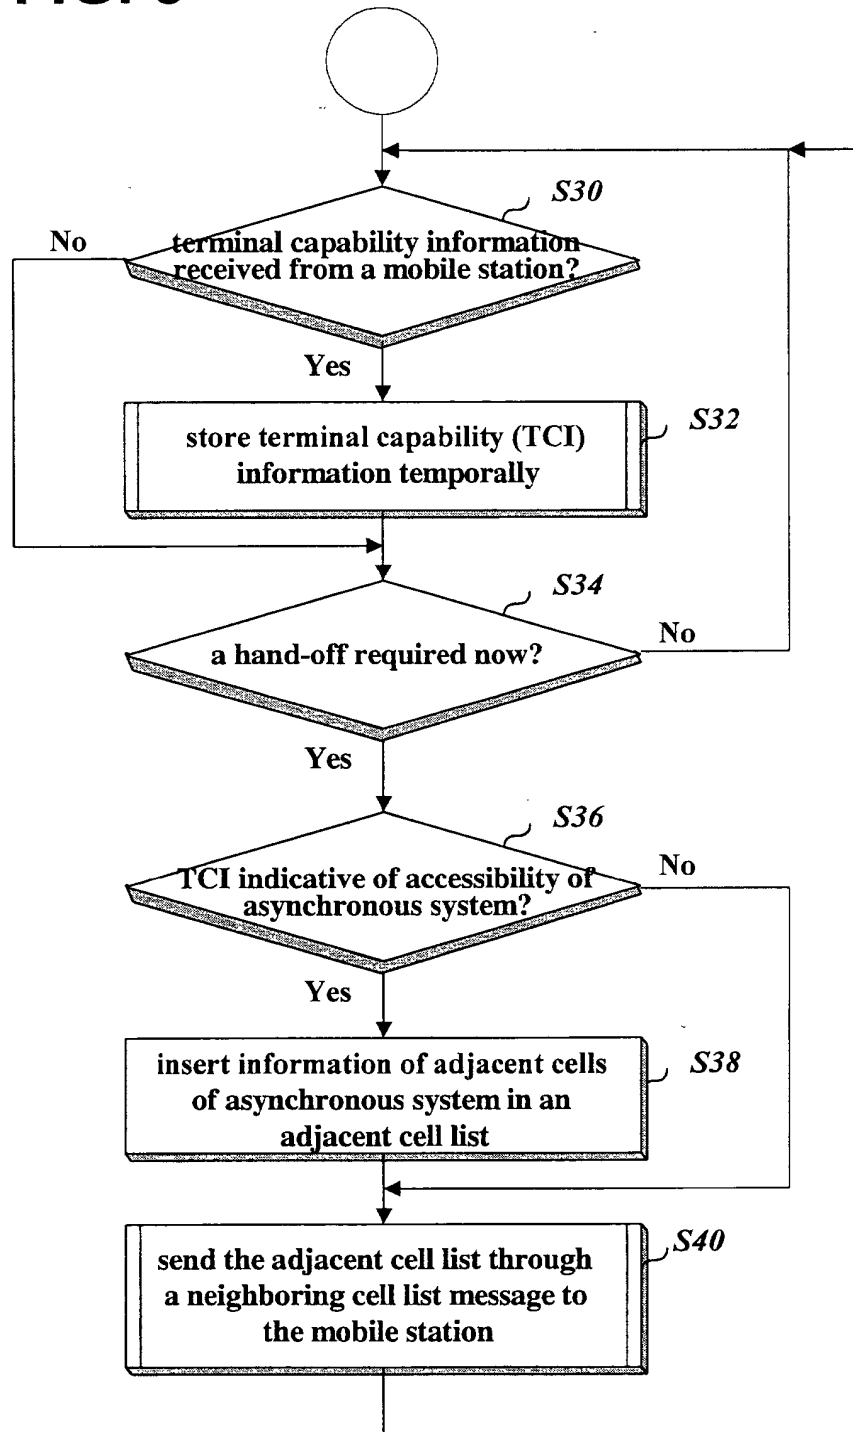 S30
No
terminal capability information
received from a mobile station?
Yes
S32
store terminal capability (TCI)
information temporally
S34
No
a hand-off required now?
Yes
S36
No
TCI indicative of accessibility of
asynchronous system?
Yes
S38
insert information of adjacent cells
of asynchronous system in an
adjacent cell list
S40
send the adjacent cell list through
a neighboring cell list message to
the mobile station